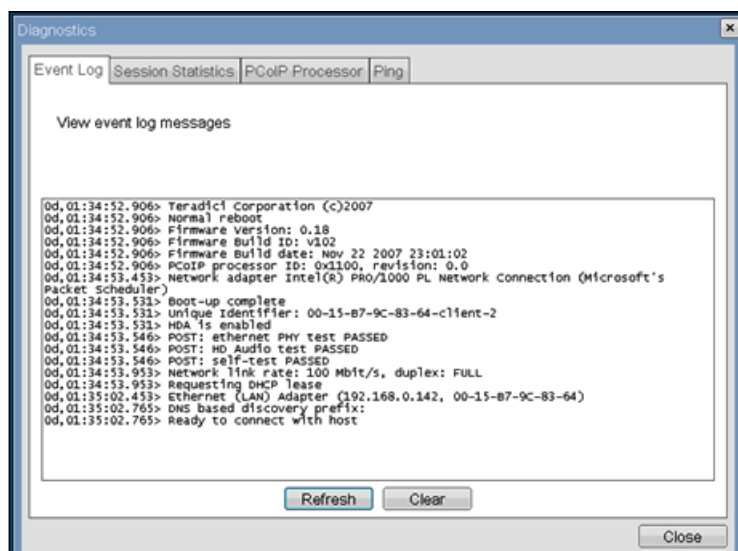 Diagnostics
Event Log Session Statistics PCoIP Processor Ping
View event log messages
0d,01:34:52.906> Teradici Corporation (c)2007
0d,01:34:52.906> Normal reboot
0d,01:34:52.906> Firmware Version: 0.18
0d,01:34:52.906> Firmware Build ID: v102
0d,01:34:52.906> Firmware Build date: Nov 22 2007 23:01:02
0d,01:34:52.906> PCoIP processor ID: 0x1100, revision: 0.0
0d,01:34:53.453> Network adapter Intel(R) PRO/1000 PL Network Connection (Microsoft's
Packet Scheduler)
0d,01:34:53.531> Boot-up complete
0d,01:34:53.531> Unique Identifier: 00-15-B7-9C-83-64-client-2
0d,01:34:53.531> HDA is enabled
0d,01:34:53.546> POST: ethernet PHY test PASSED
0d,01:34:53.546> POST: HD Audio test PASSED
0d,01:34:53.546> POST: self-test PASSED
0d,01:34:53.953> Network link rate: 100 Mbit/s, duplex: FULL
0d,01:34:53.953> Requesting DHCP lease
0d,01:35:02.453> Ethernet (LAN) Adapter (192.168.0.142, 00-15-B7-9C-83-64)
0d,01:35:02.765> DNS based discovery prefix:
0d,01:35:02.765> Ready to connect with host
Refresh Clear
Close